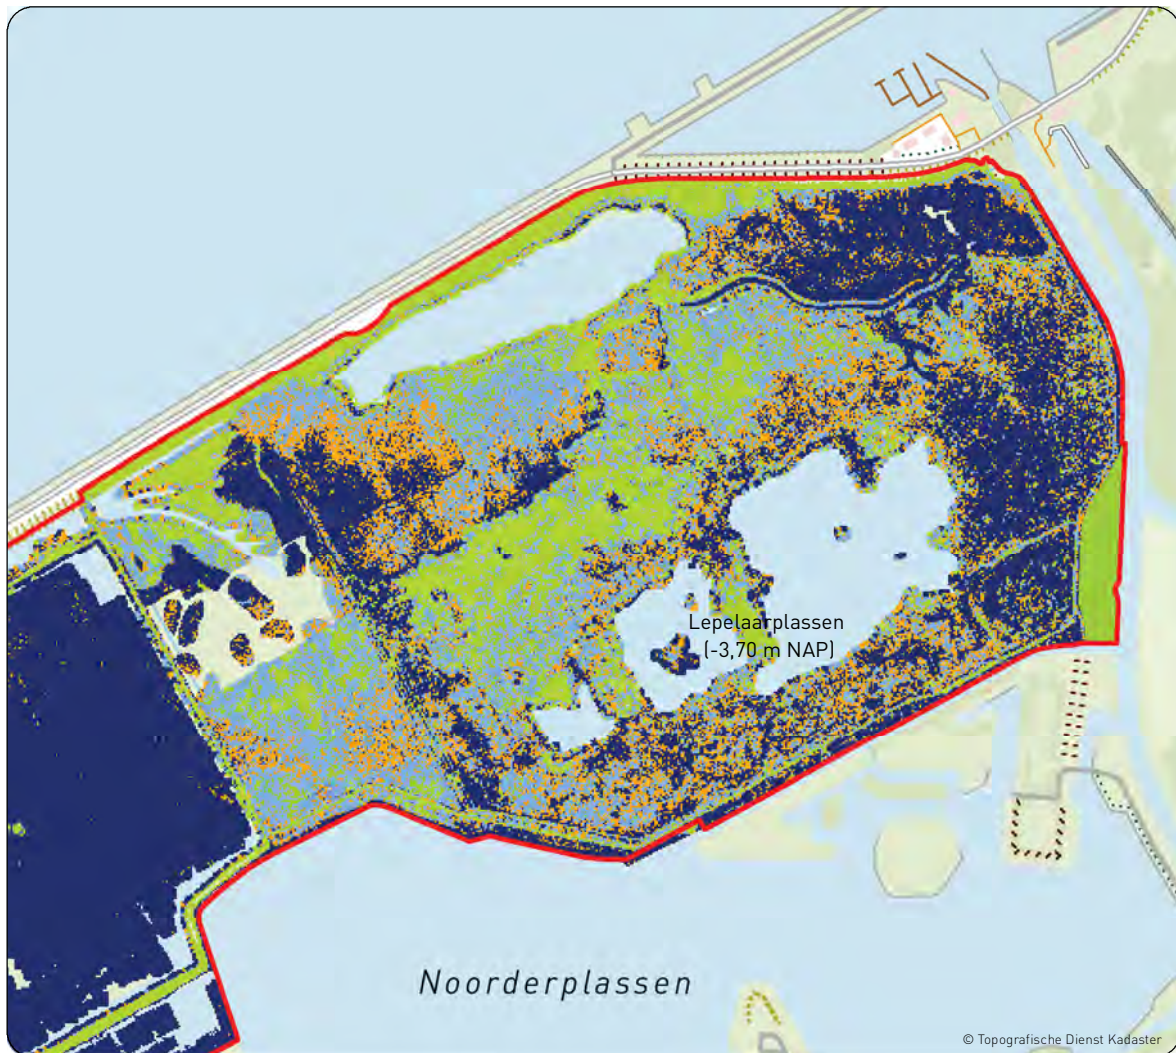 Lepelaarplassen
(-3,70 m NAP)
Noorderplassen
© Topografische Dienst Kadaster